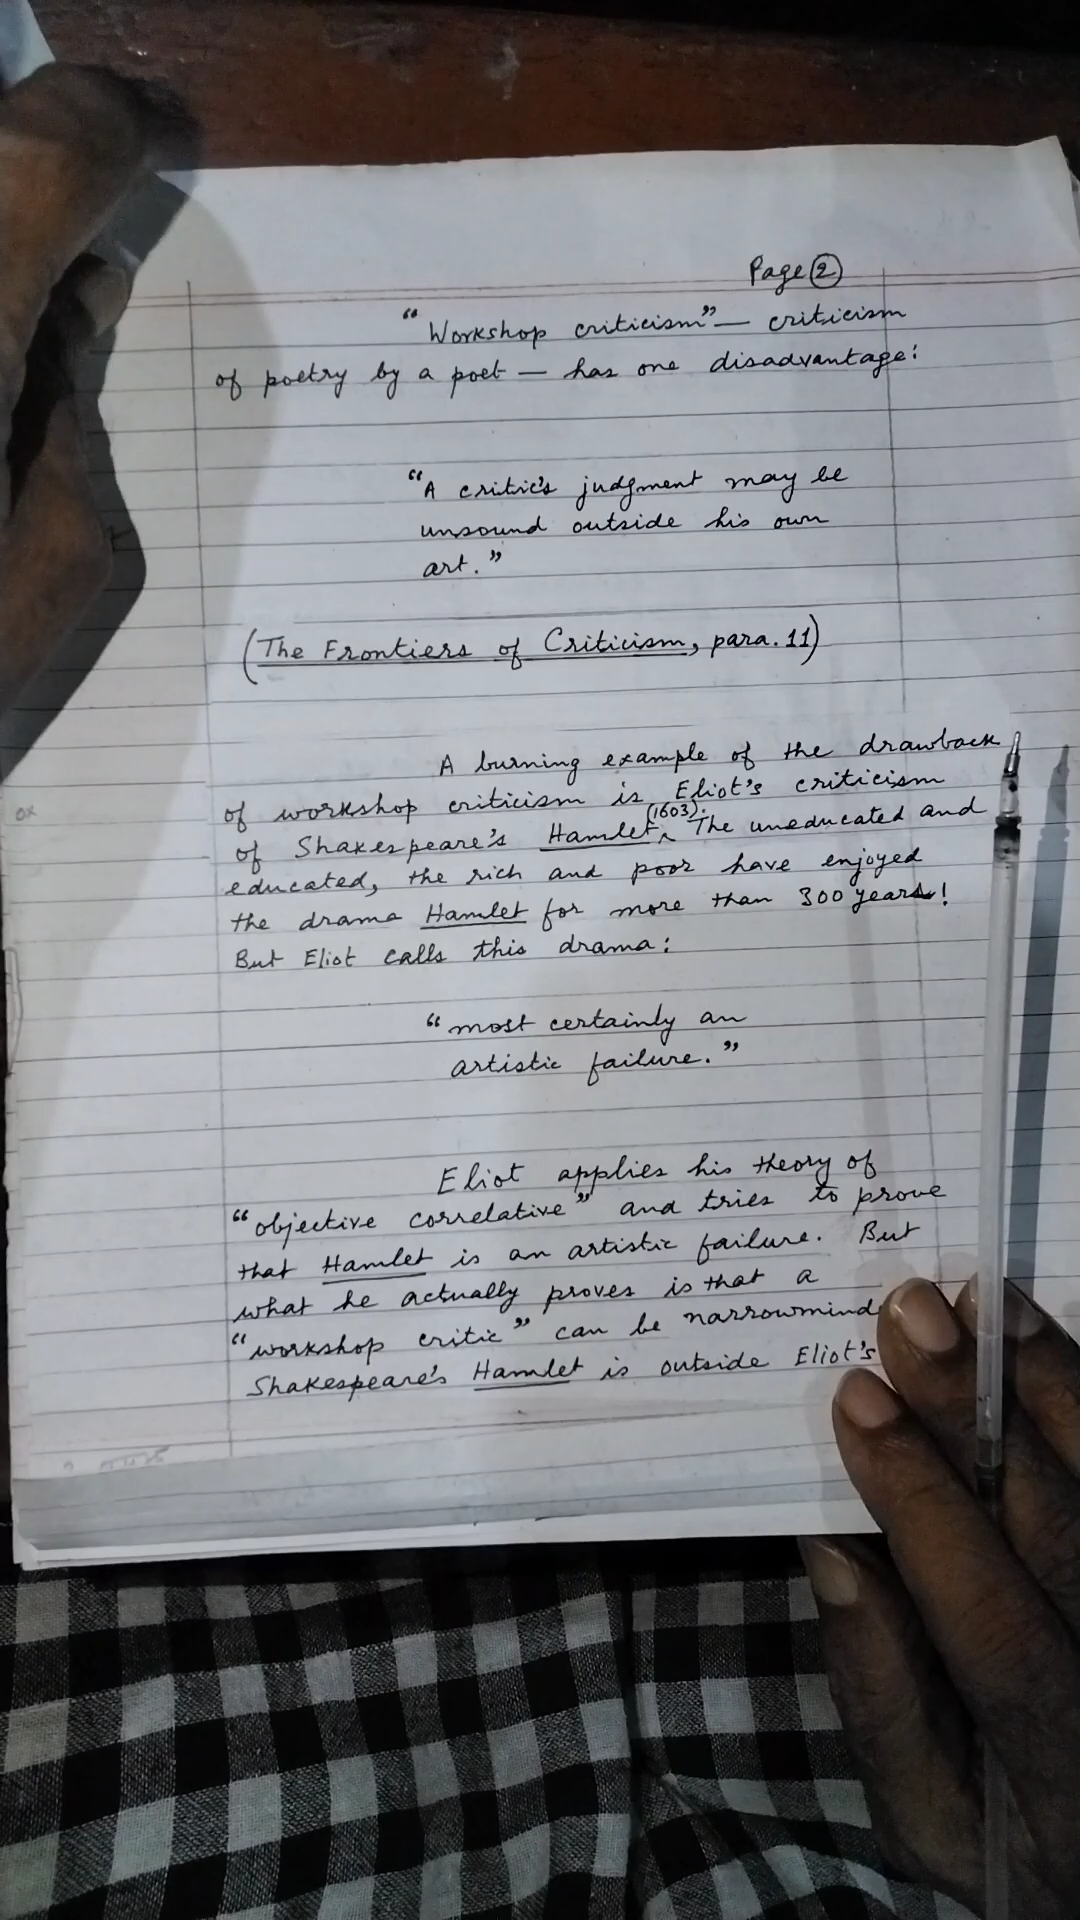 Page 2
"Workshop criticism" — criticism
of poetry by a poet — has one disadvantage:
"A critic's judgment may be
unsound outside his own
art."
(The Frontiers of Criticism, para. 11)
A burning example of the drawback
of workshop criticism is Eliot's criticism
of Shakespeare's Hamlet (1603). The uneducated and
educated, the rich and poor have enjoyed
the drama Hamlet for more than 300 years!
But Eliot calls this drama:
"most certainly an
artistic failure."
Eliot applies his theory of
"objective correlative" and tries to prove
that Hamlet is an artistic failure. But
what he actually proves is that a
"workshop critic" can be narrowmind
Shakespeare's Hamlet is outside Eliot's